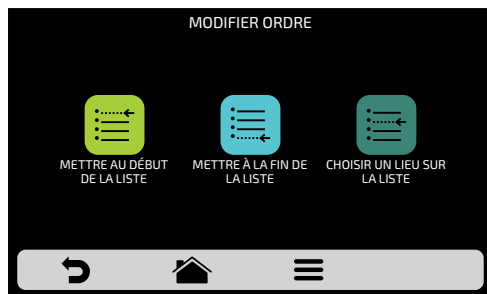 MODIFIER ORDRE
METTRE AU DÉBUT
DE LA LISTE
METTRE À LA FIN DE
LA LISTE
CHOISIR UN LIEU SUR
LA LISTE